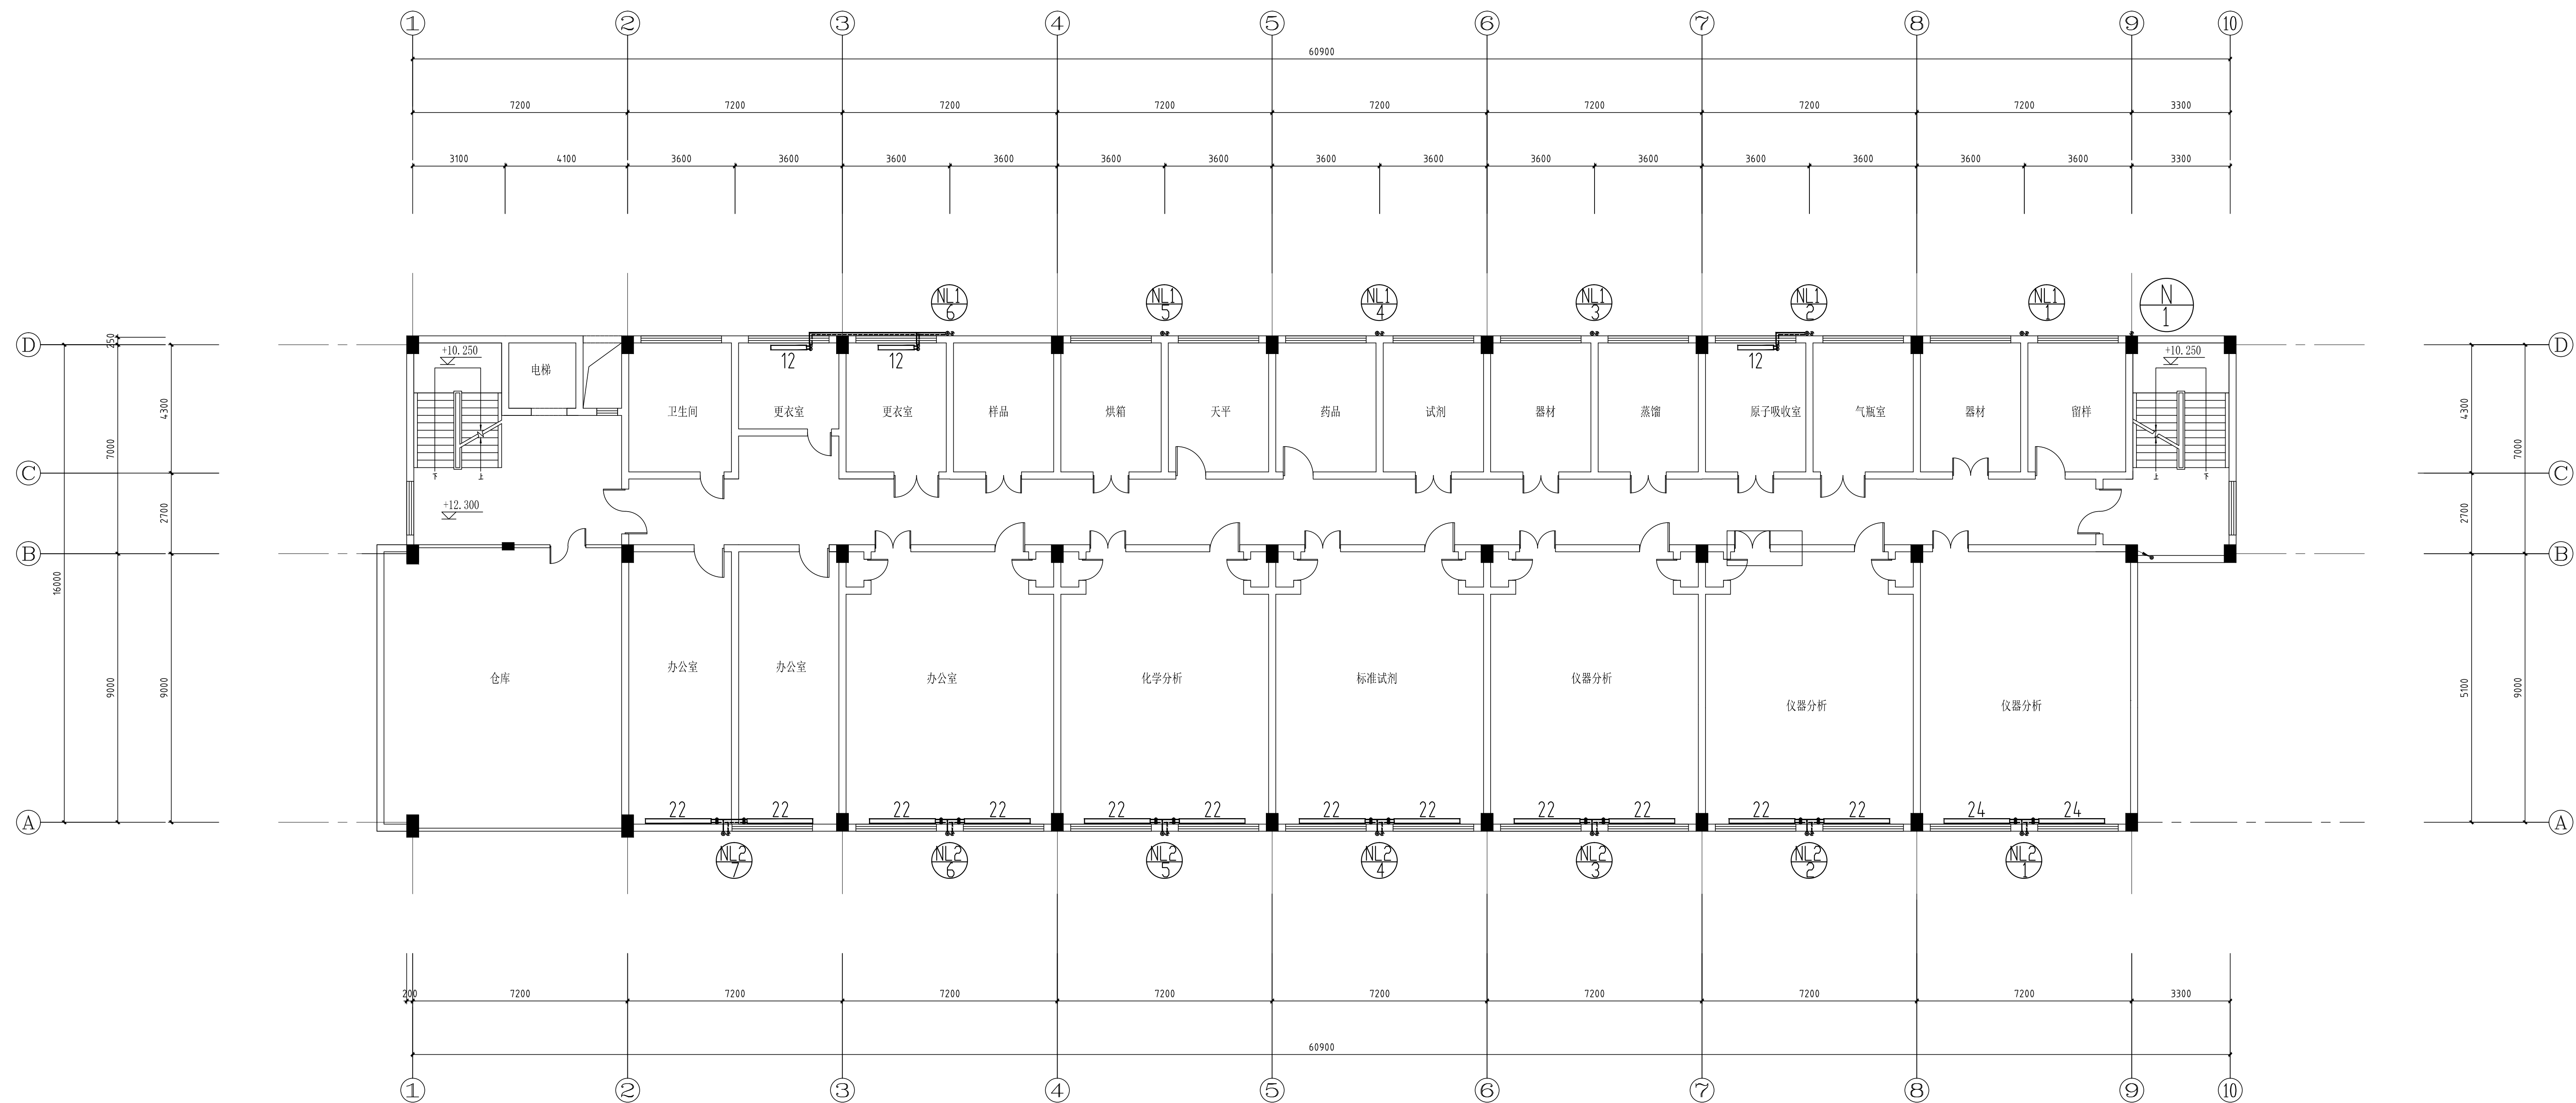 1 2 3 4 5 6 7 8 9 10
60900
7200 7200 7200 7200 7200 7200 7200 7200 3300
3100 4100 3600 3600 3600 3600 3600 3600 3600 3600 3600 3600 3600 3600 3600 3600 3300
NL1 6
NL1 5
NL1 4
NL1 3
NL1 2
NL1 1
N 1
D 250 D
+10.250 +10.250
12 12 12
电梯
卫生间 更衣室 更衣室 样品 烘箱 天平 药品 试剂 器材 蒸馏 原子吸收室 气瓶室 器材 留样
4300 7000 4300 7000
C C
下 上 上 下
+12.300
2700 2700
B B
16000
9000 9000 5100 9000
仓库 办公室 办公室 办公室 化学分析 标准试剂 仪器分析 仪器分析 仪器分析
22 22 22 22 22 22 22 22 22 22 22 22 24 24
A A
NL2 7
NL2 6
NL2 5
NL2 4
NL2 3
NL2 2
NL2 1
200 7200 7200 7200 7200 7200 7200 7200 7200 3300
60900
1 2 3 4 5 6 7 8 9 10